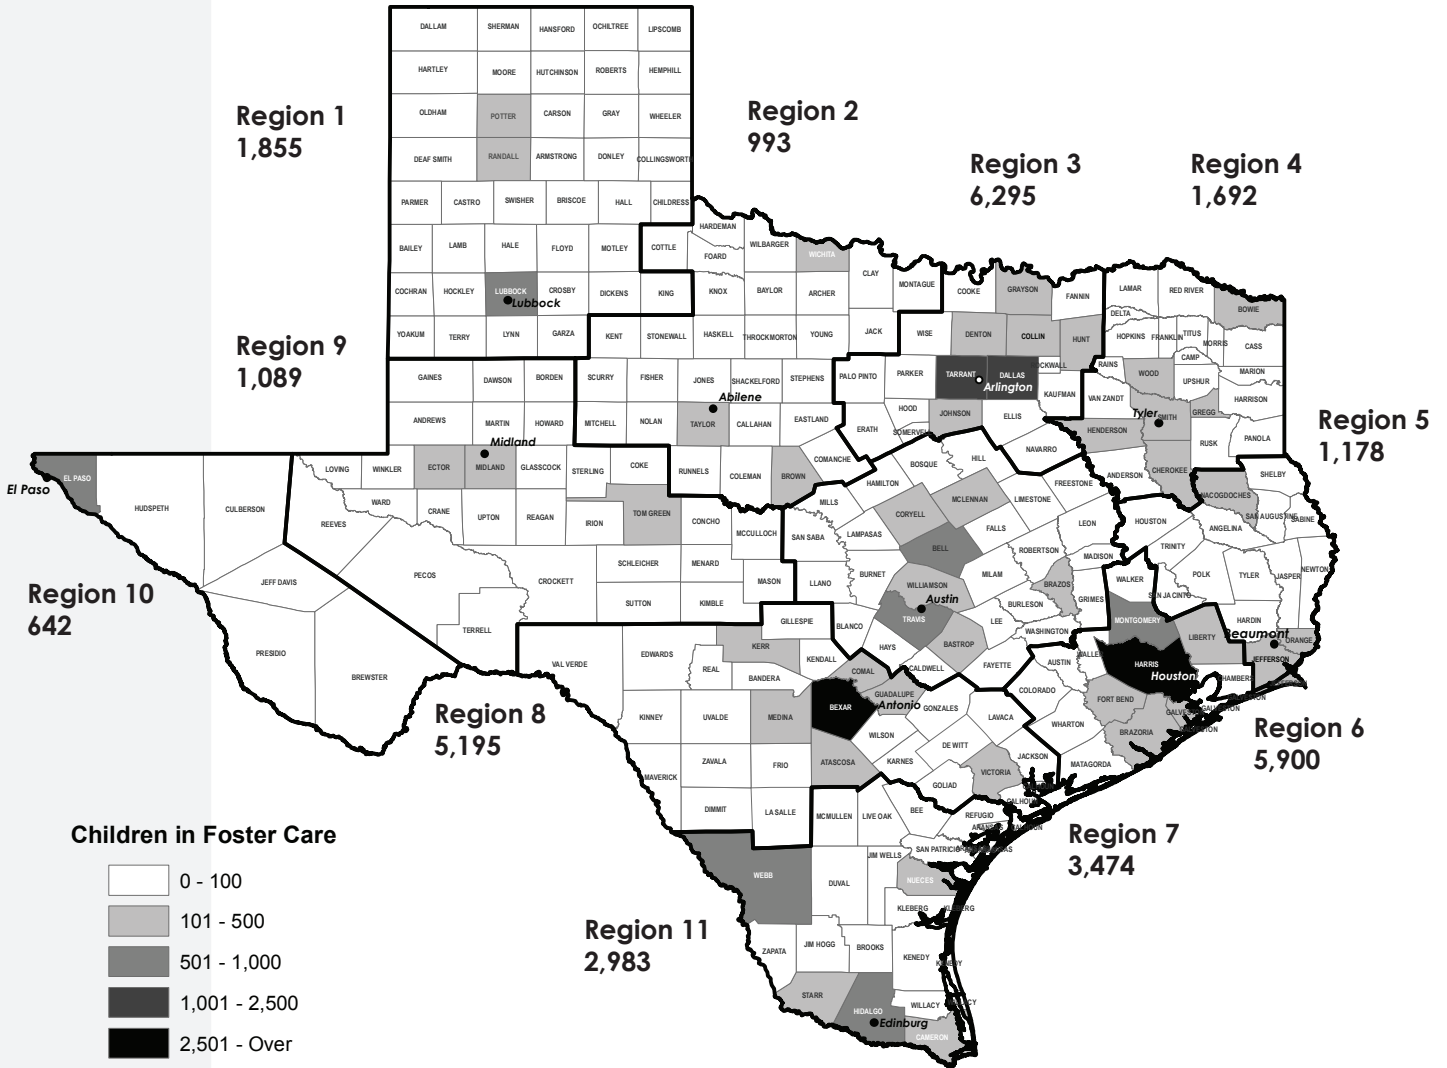 DALLAM SHERMAN HANSFORD OCHILTREE LIPSCOMB
HARTLEY MOORE HUTCHINSON ROBERTS HEMPHILL
OLDHAM POTTER CARSON GRAY WHEELER
DEAF SMITH RANDALL ARMSTRONG DONLEY COLLINGSWORTH
PARMER CASTRO SWISHER BRISCOE HALL CHILDRESS
BAILEY LAMB HALE FLOYD MOTLEY COTTLE
COCHRAN HOCKLEY LUBBOCK CROSBY DICKENS KING
Lubbock
YOAKUM TERRY LYNN GARZA KENT STONEWALL HASKELL THROCKMORTON YOUNG JACK
Region 1
1,855
Region 2
993
Region 3
6,295
Region 4
1,692
Region 9
1,089
Region 5
1,178
HARDEMAN FOARD WILBARGER WICHITA CLAY MONTAGUE
KNOX BAYLOR ARCHER
COOKE GRAYSON FANNIN
WISE DENTON COLLIN HUNT
PALO PINTO PARKER TARRANT DALLAS ROCKWALL KAUFMAN
Arlington
ERATH HOOD SOMERVELL JOHNSON ELLIS NAVARRO
LAMAR RED RIVER BOWIE
DELTA HOPKINS FRANKLIN TITUS MORRIS CASS
RAINS WOOD CAMP UPSHUR MARION
VAN ZANDT SMITH GREGG HARRISON
Tyler
HENDERSON RUSK PANOLA
ANDERSON CHEROKEE
GAINES DAWSON BORDEN SCURRY FISHER JONES SHACKELFORD STEPHENS
Abilene
ANDREWS MARTIN HOWARD MITCHELL NOLAN TAYLOR CALLAHAN EASTLAND
Midland
LOVING WINKLER ECTOR MIDLAND GLASSCOCK STERLING COKE RUNNELS COLEMAN BROWN COMANCHE
EL PASO
El Paso
HUDSPETH CULBERSON
REEVES WARD CRANE UPTON REAGAN IRION TOM GREEN CONCHO MCCULLOCH
JEFF DAVIS PECOS CROCKETT SCHLEICHER MENARD
SUTTON KIMBLE MASON
PRESIDIO BREWSTER TERRELL
Region 10
642
BOSQUE HILL HAMILTON MCLENNAN LIMESTONE FREESTONE
MILLS CORYELL FALLS LEON
SAN SABA LAMPASAS BELL ROBERTSON MADISON
LLANO BURNET WILLIAMSON MILAM BRAZOS GRIMES
Austin
BLANCO TRAVIS BURLESON LEE WASHINGTON
HAYS BASTROP CALDWELL FAYETTE
SHELBY NACOGDOCHES SAN AUGUSTINE SABINE
HOUSTON ANGELINA TRINITY
POLK TYLER JASPER NEWTON
WALKER SAN JACINTO HARDIN
Beaumont
ORANGE JEFFERSON
MONTGOMERY LIBERTY
WALLER HARRIS CHAMBERS
Houston
AUSTIN COLORADO FORT BEND GALVESTON
WHARTON BRAZORIA
MATAGORDA
VAL VERDE EDWARDS KERR GILLESPIE
REAL BANDERA KENDALL COMAL
GUADALUPE
Antonio
KINNEY UVALDE MEDINA BEXAR GONZALES LAVACA
WILSON DE WITT
MAVERICK ZAVALA FRIO ATASCOSA KARNES VICTORIA JACKSON
GOLIAD CALHOUN
DIMMIT LA SALLE
Region 8
5,195
Region 6
5,900
Region 7
3,474
Region 11
2,983
MCMULLEN LIVE OAK BEE REFUGIO
SAN PATRICIO
WEBB DUVAL JIM WELLS NUECES
KLEBERG KLEBERG
ZAPATA JIM HOGG BROOKS KENEDY KENEDY
STARR HIDALGO WILLACY
Edinburg
CAMERON
Children in Foster Care
0 - 100
101 - 500
501 - 1,000
1,001 - 2,500
2,501 - Over